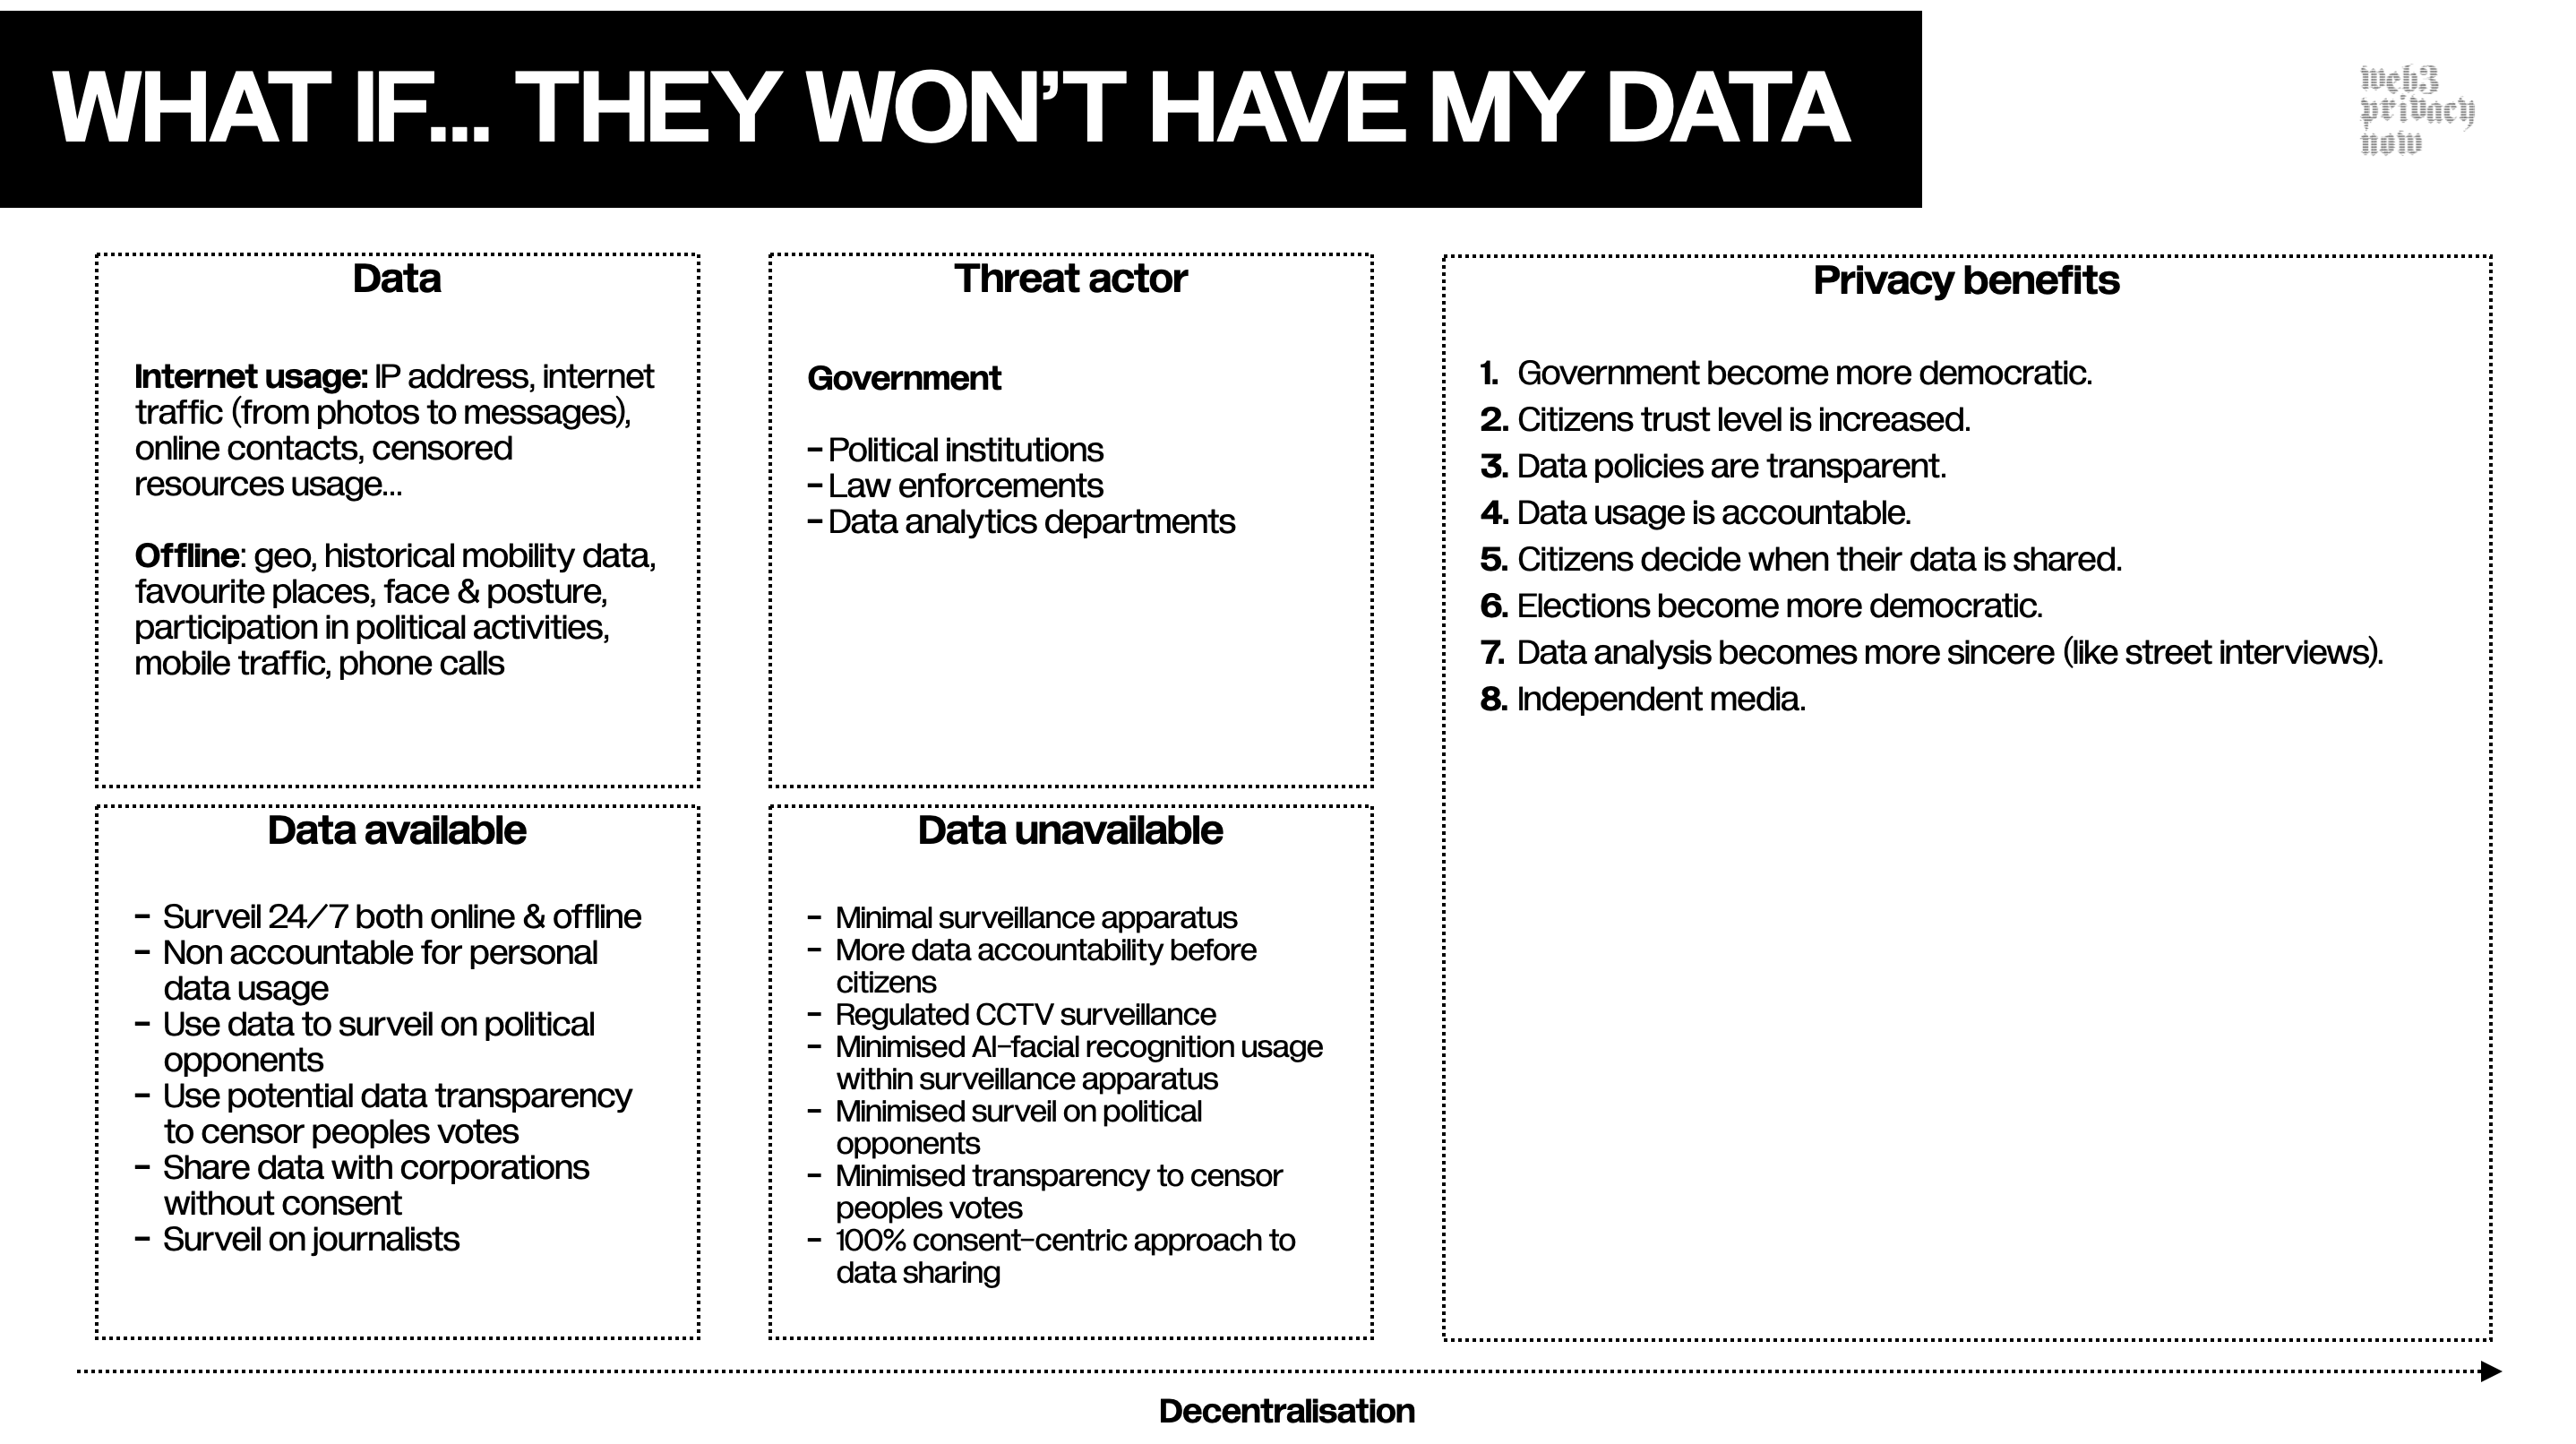 WHAT IF... THEY WON’T HAVE MY DATA
web3
privacy
now
Data
Internet usage: IP address, internet
traffic (from photos to messages),
online contacts, censored
resources usage...
Offline: geo, historical mobility data,
favourite places, face & posture,
participation in political activities,
mobile traffic, phone calls
Threat actor
Government
- Political institutions
- Law enforcements
- Data analytics departments
Privacy benefits
1. Government become more democratic.
2. Citizens trust level is increased.
3. Data policies are transparent.
4. Data usage is accountable.
5. Citizens decide when their data is shared.
6. Elections become more democratic.
7. Data analysis becomes more sincere (like street interviews).
8. Independent media.
Data available
- Surveil 24/7 both online & offline
- Non accountable for personal
data usage
- Use data to surveil on political
opponents
- Use potential data transparency
to censor peoples votes
- Share data with corporations
without consent
- Surveil on journalists
Data unavailable
- Minimal surveillance apparatus
- More data accountability before
citizens
- Regulated CCTV surveillance
- Minimised AI-facial recognition usage
within surveillance apparatus
- Minimised surveil on political
opponents
- Minimised transparency to censor
peoples votes
- 100% consent-centric approach to
data sharing
Decentralisation